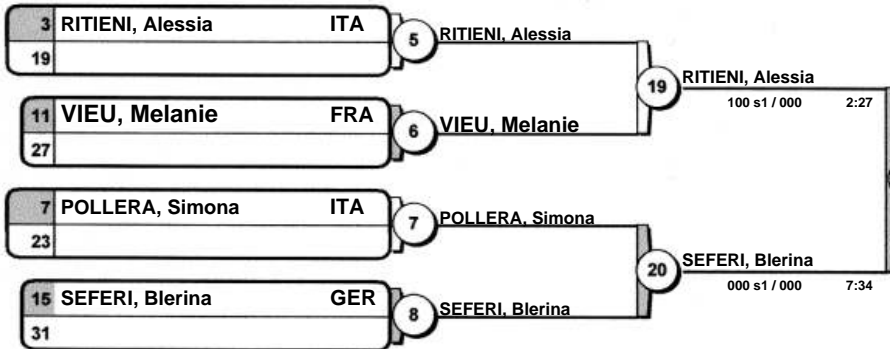 3 RITIENI, Alessia ITA
19
5 RITIENI, Alessia
11 VIEU, Melanie FRA
27
6 VIEU, Melanie
19 RITIENI, Alessia
100 s1 / 000 2:27
7 POLLERA, Simona ITA
23
7 POLLERA, Simona
15 SEFERI, Blerina GER
31
8 SEFERI, Blerina
20 SEFERI, Blerina
000 s1 / 000 7:34